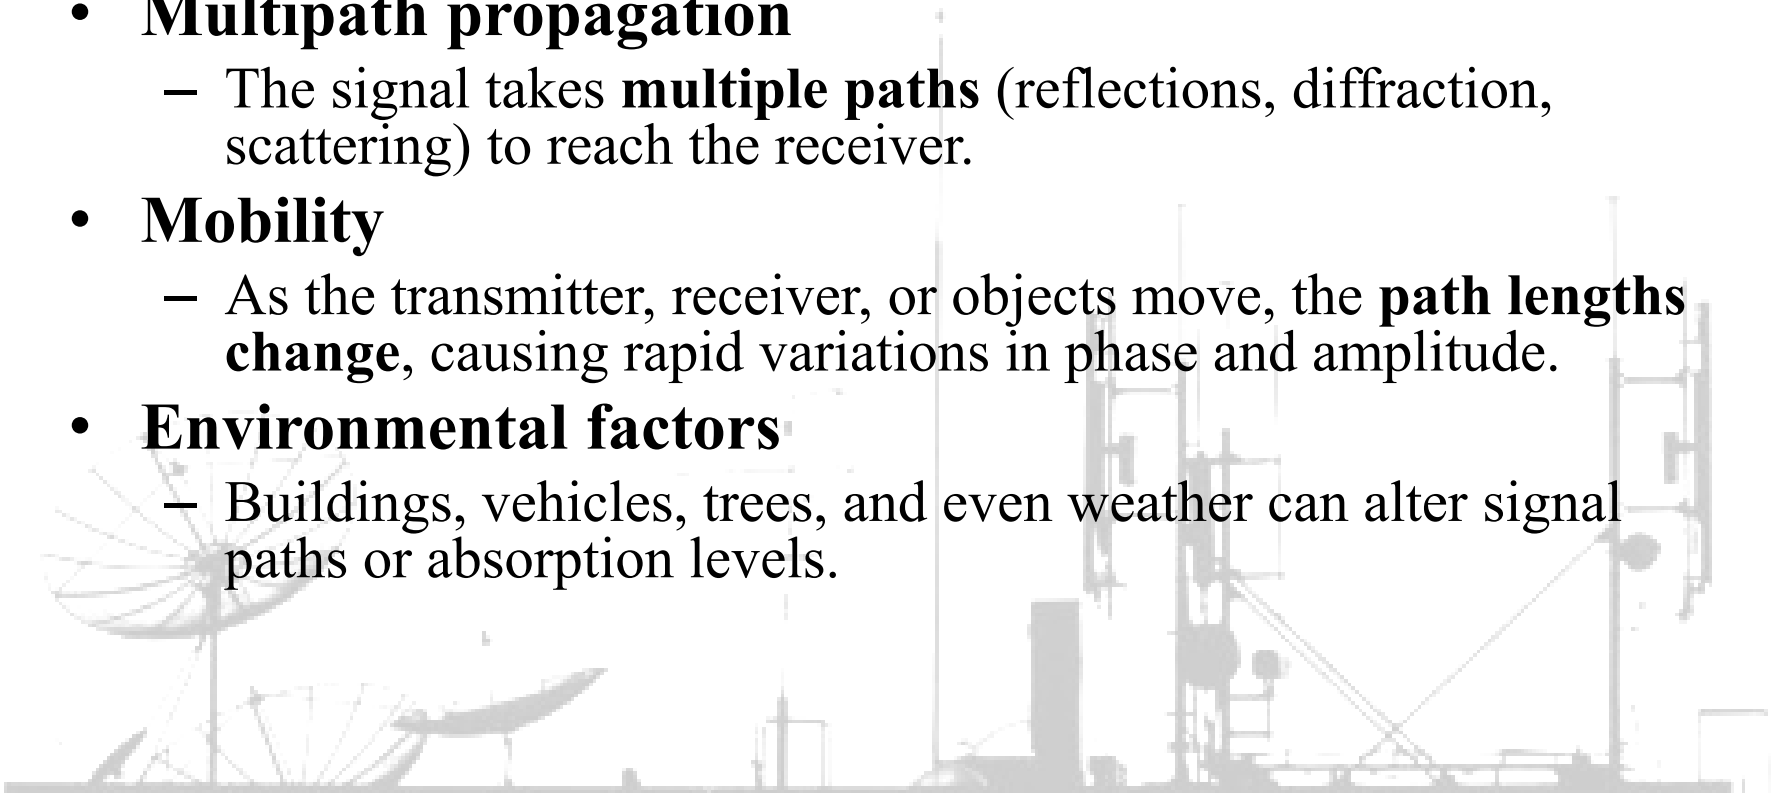 • Multipath propagation
– The signal takes multiple paths (reflections, diffraction,
scattering) to reach the receiver.
• Mobility
– As the transmitter, receiver, or objects move, the path lengths
change, causing rapid variations in phase and amplitude.
• Environmental factors
– Buildings, vehicles, trees, and even weather can alter signal
paths or absorption levels.